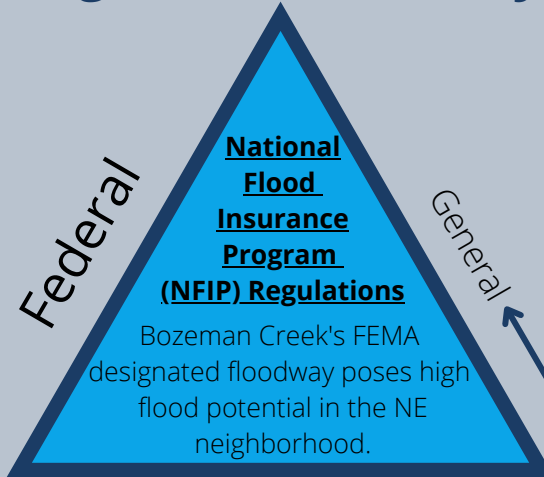 Federal
General
National
Flood
Insurance
Program
(NFIP) Regulations
Bozeman Creek's FEMA
designated floodway poses high
flood potential in the NE
neighborhood.